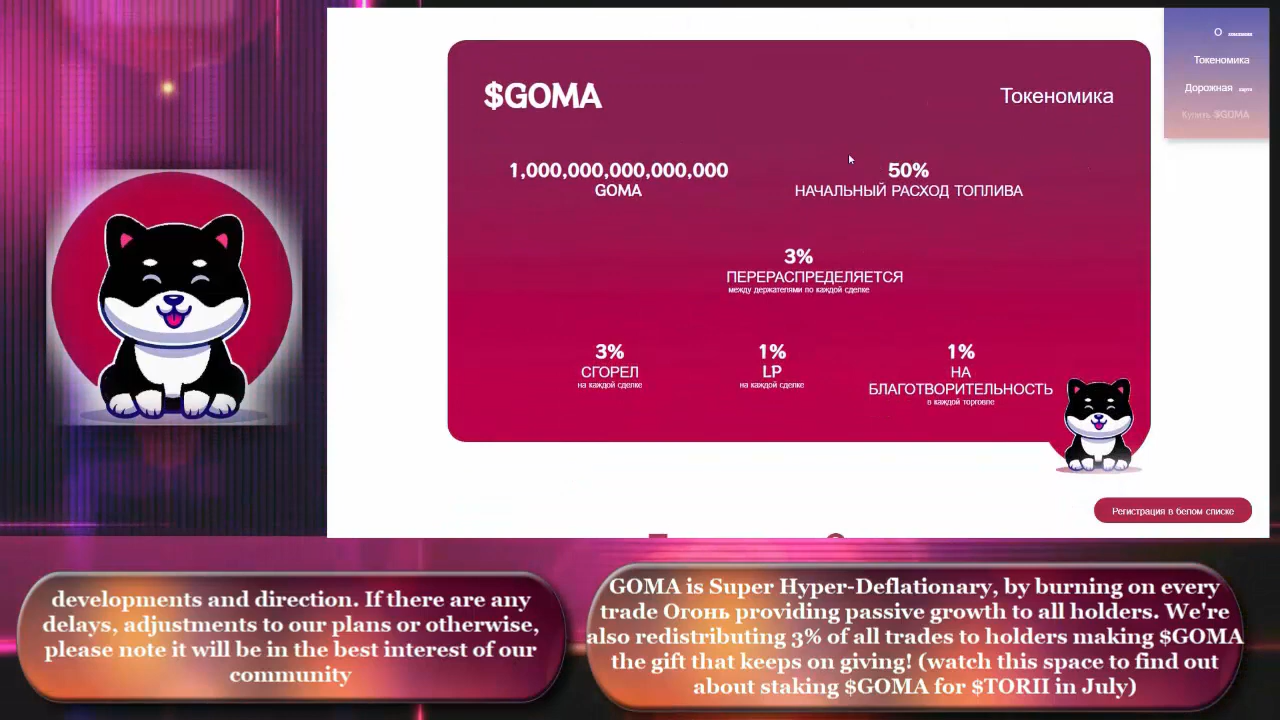 О
Токеномика
Дорожная карта
Купить $GOMA
$GOMA
Токеномика
1,000,000,000,000,000
GOMA
50%
НАЧАЛЬНЫЙ РАСХОД ТОПЛИВА
3%
ПЕРЕРАСПРЕДЕЛЯЕТСЯ
между держателями по каждой сделке
3%
СГОРЕЛ
на каждой сделке
1%
LP
на каждой сделке
1%
НА
БЛАГОТВОРИТЕЛЬНОСТЬ
в каждой торговле
Регистрация в белом списке
developments and direction. If there are any
delays, adjustments to our plans or otherwise,
please note it will be in the best interest of our
community
GOMA is Super Hyper-Deflationary, by burning on every
trade Огонь providing passive growth to all holders. We're
also redistributing 3% of all trades to holders making $GOMA
the gift that keeps on giving! (watch this space to find out
about staking $GOMA for $TORII in July)